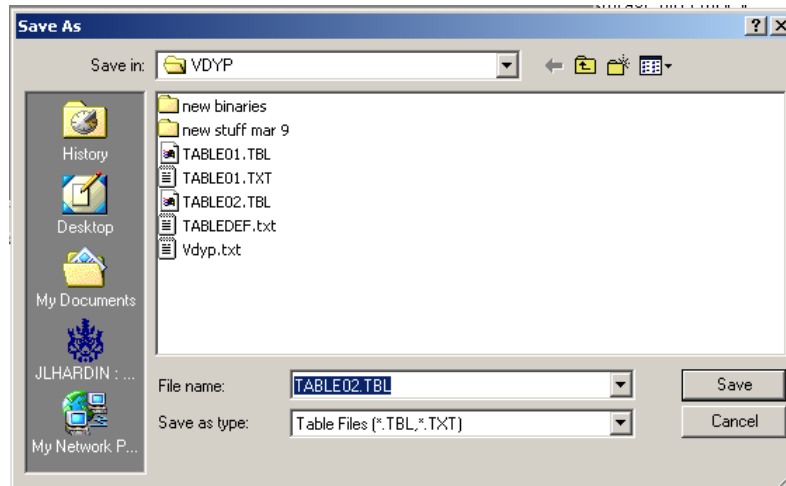 Save As
Save in: VDYP
History
Desktop
My Documents
JLHARDIN : ...
My Network P...
new binaries
new stuff mar 9
TABLE01.TBL
TABLE01.TXT
TABLE02.TBL
TABLEDEF.txt
Vdyp.txt
File name: TABLE02.TBL Save
Save as type: Table Files (*.TBL,*.TXT) Cancel